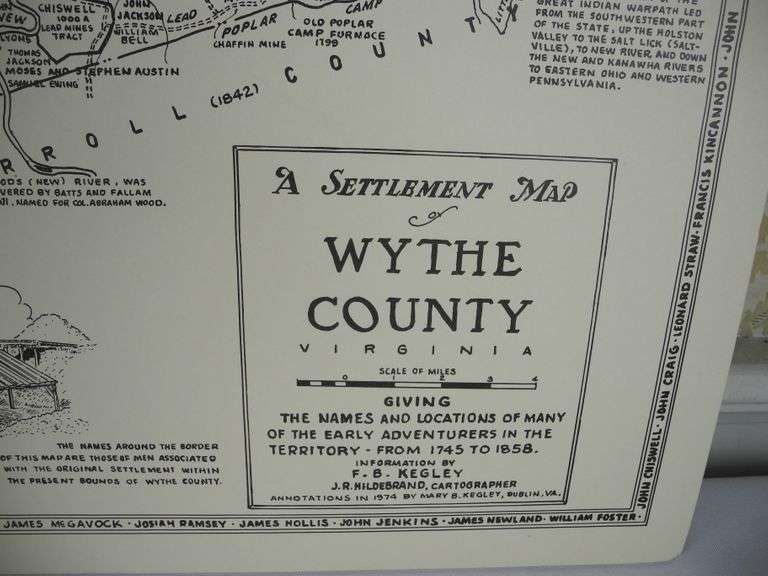 NEW
LYONS
CHISWELL
1000 A
LEAD MINES
TRACT
JOHN
JACKSON
WILLIAM
BELL
LEAD
POPLAR
CAMP
CHAFFIN MINE
OLD POPLAR
CAMP FURNACE
1799
THOMAS
JACKSON
MOSES AND STEPHEN AUSTIN
SAMUEL EWING
GREAT INDIAN WARPATH LED
FROM THE SOUTHWESTERN PART
OF THE STATE, UP THE HOLSTON
VALLEY TO THE SALT LICK (SALT-
VILLE), TO NEW RIVER, AND DOWN
THE NEW AND KANAWHA RIVERS
TO EASTERN OHIO AND WESTERN
PENNSYLVANIA.
RROLL (1842) COUNTY
ODS (NEW) RIVER, WAS
VERED BY BATTS AND FALLAM
NAMED FOR COL. ABRAHAM WOOD.
A SETTLEMENT MAP
OF
WYTHE
COUNTY
VIRGINIA
SCALE OF MILES
0 1 2 3 4
GIVING
THE NAMES AND LOCATIONS OF MANY
OF THE EARLY ADVENTURERS IN THE
TERRITORY - FROM 1745 TO 1858.
INFORMATION BY
F. B. KEGLEY
J.R. HILDEBRAND, CARTOGRAPHER
ANNOTATIONS IN 1974 BY MARY B. KEGLEY, DUBLIN, VA.
THE NAMES AROUND THE BORDER
OF THIS MAP ARE THOSE OF MEN ASSOCIATED
WITH THE ORIGINAL SETTLEMENT WITHIN
THE PRESENT BOUNDS OF WYTHE COUNTY.
JAMES McGAVOCK · JOSIAH RAMSEY · JAMES HOLLIS · JOHN JENKINS · JAMES NEWLAND · WILLIAM FOSTER ·
JOHN CHISWELL · JOHN CRAIG · LEONARD STRAW · FRANCIS KINCANNON · JOHN